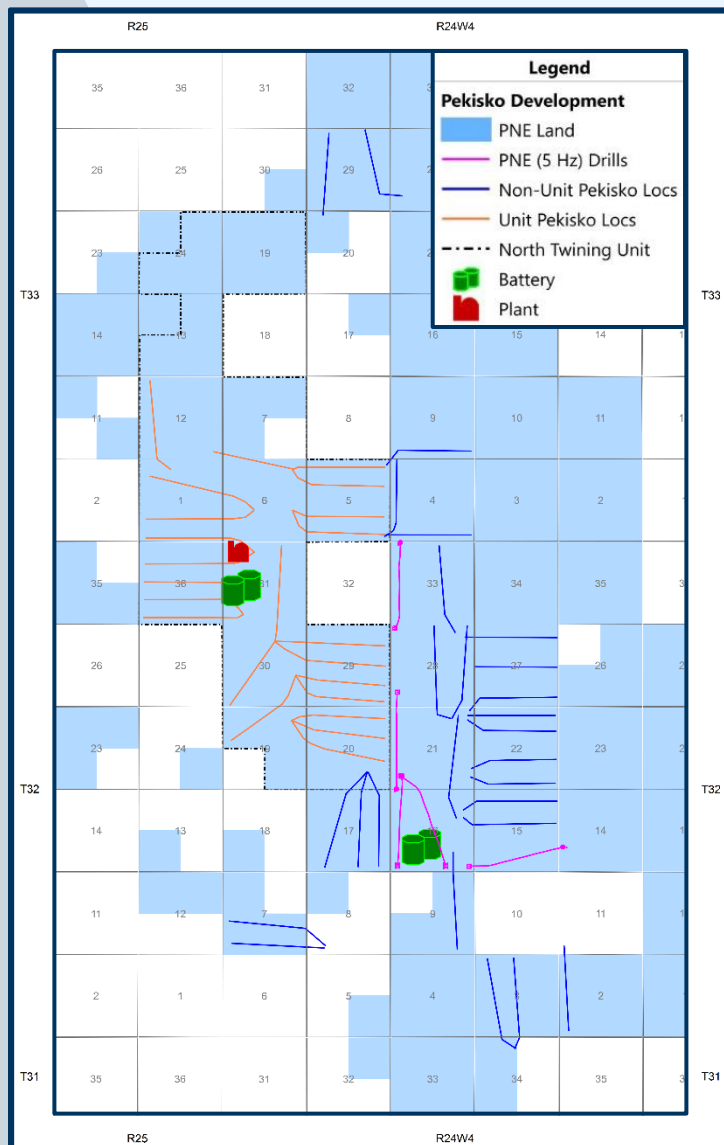 R25 R24W4
Legend
Pekisko Development
PNE Land
PNE (5 Hz) Drills
Non-Unit Pekisko Locs
Unit Pekisko Locs
North Twining Unit
Battery
Plant
35 36 31 32
26 25 30 29
23 24 19 20
T33 T33
14 13 18 17 16 14
11 12 7 8 9 10 11
2 1 6 5 4 3 2
35 36 31 32 33 34 35
26 25 30 29 28 27 26
23 24 19 20 21 22 23
T32 T32
14 13 18 17 15 14
11 12 7 8 9 10 11
2 1 6 5 4 2
T31 T31
35 36 31 32 33 34 35
R25 R24W4